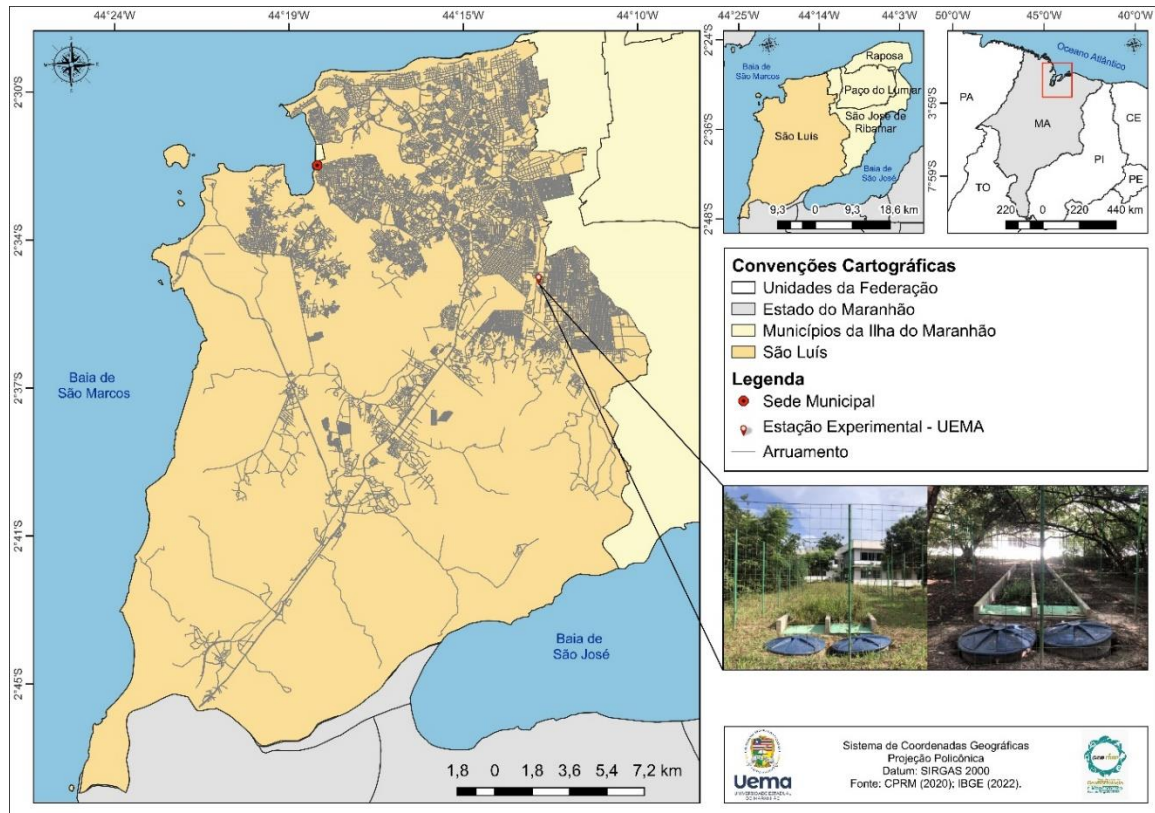 44°24'W
44°19'W
44°15'W
44°10'W
2°30'S
2°34'S
2°37'S
2°41'S
2°45'S
Baia de
São Marcos
Baia de
São José
1,8 0 1,8 3,6 5,4 7,2 km
44°25'W
44°14'W
44°3'W
2°24'S
2°36'S
2°48'S
Baia de
São Marcos
Raposa
Paço do Lumiar
São José de
Ribamar
São Luís
Baia de
São José
9,3 0 9,3 18,6 km
50°0'W
45°0'W
40°0'W
3°59'S
7°59'S
Oceano Atlântico
PA
MA
CE
PI
TO
PE
220 0 220 440 km
Convenções Cartográficas
Unidades da Federação
Estado do Maranhão
Municípios da Ilha do Maranhão
São Luís
Legenda
Sede Municipal
Estação Experimental - UEMA
Arruamento
Uema
UNIVERSIDADE ESTADUAL
DO MARANHÃO
Sistema de Coordenadas Geográficas
Projeção Policônica
Datum: SIRGAS 2000
Fonte: CPRM (2020); IBGE (2022).